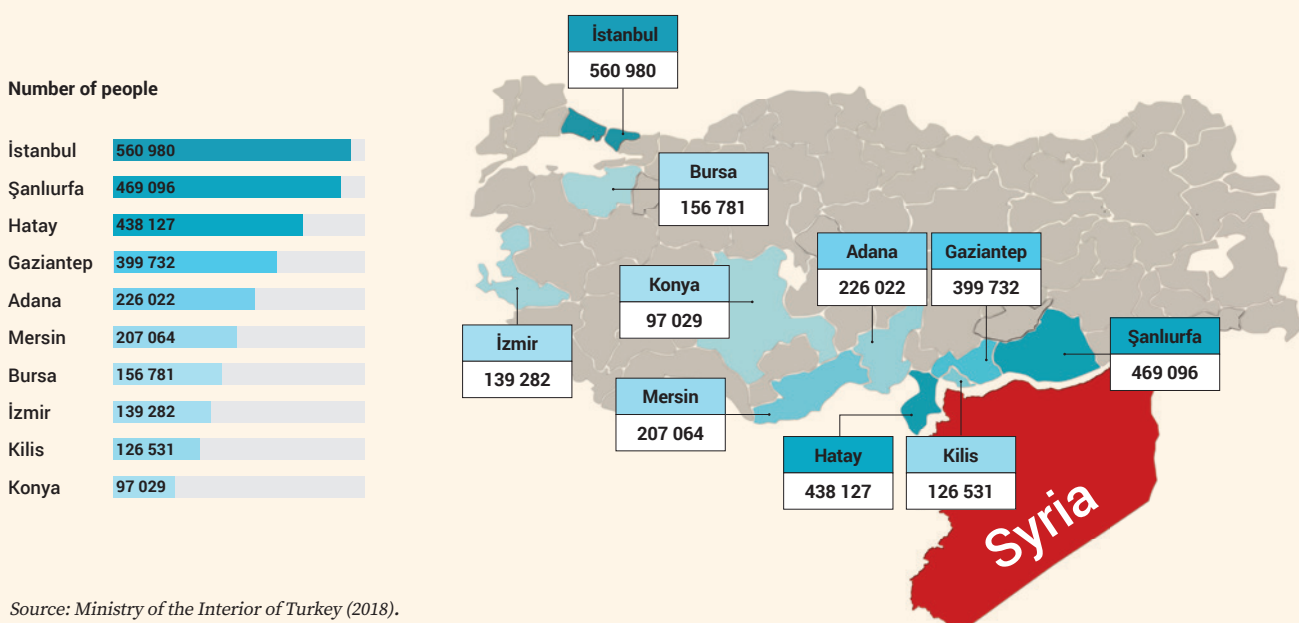 Number of people
İstanbul 560 980
Şanlıurfa 469 096
Hatay 438 127
Gaziantep 399 732
Adana 226 022
Mersin 207 064
Bursa 156 781
İzmir 139 282
Kilis 126 531
Konya 97 029
İstanbul
560 980
Bursa
156 781
Adana
226 022
Gaziantep
399 732
Konya
97 029
İzmir
139 282
Şanlıurfa
469 096
Mersin
207 064
Hatay
438 127
Kilis
126 531
Syria
Source: Ministry of the Interior of Turkey (2018).